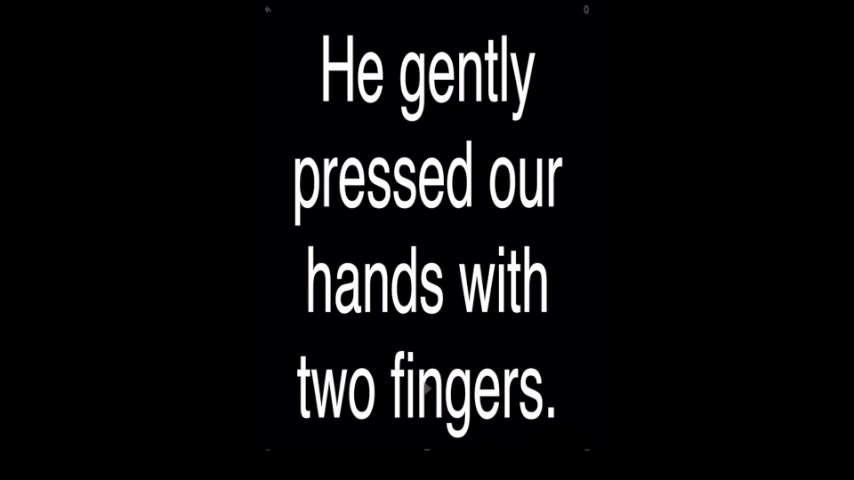 He gently
pressed our
hands with
two fingers.